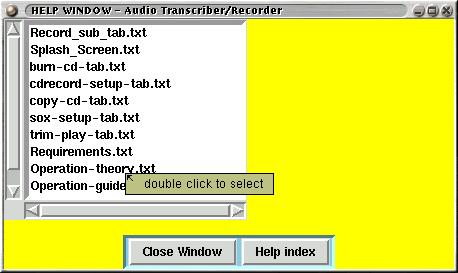 HELP WINDOW - Audio Transcriber/Recorder
Record_sub_tab.txt
Splash_Screen.txt
burn-cd-tab.txt
cdrecord-setup-tab.txt
copy-cd-tab.txt
sox-setup-tab.txt
trim-play-tab.txt
Requirements.txt
Operation-theory.txt
Operation-guide
double click to select
Close Window
Help index